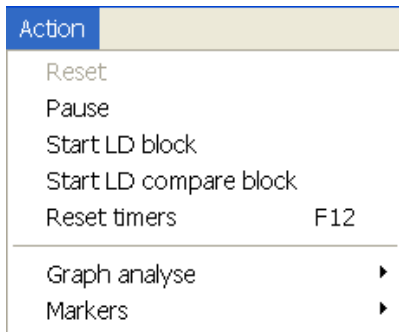 Action
Reset
Pause
Start LD block
Start LD compare block
Reset timers F12
Graph analyse
Markers